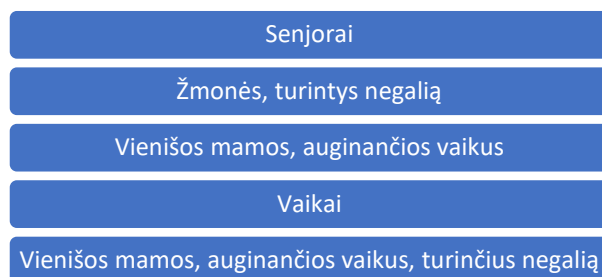 Senjorai
Žmonės, turintys negalią
Vienišos mamos, auginančios vaikus
Vaikai
Vienišos mamos, auginančios vaikus, turinčius negalią